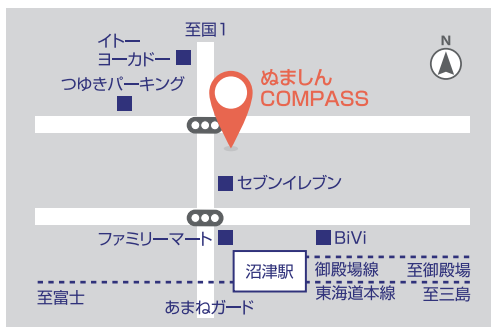 至国1
イトー
ヨーカドー
つゆきパーキング
N
ぬましん
COMPASS
セブンイレブン
ファミリーマート
BiVi
沼津駅
御殿場線
至御殿場
東海道本線
至三島
至富士
あまねガード